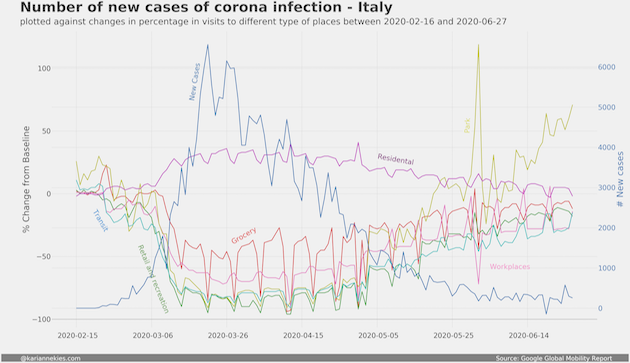 Number of new cases of corona infection - Italy
plotted against changes in percentage in visits to different type of places between 2020-02-16 and 2020-06-27
% Change from Baseline
100
50
0
−50
−100
New Cases
Park
Residental
Transit
Grocery
Retail and recreation
Workplaces
6000
5000
4000
3000
2000
1000
0
# New cases
2020-02-15
2020-03-06
2020-03-26
2020-04-15
2020-05-05
2020-05-25
2020-06-14
@kariannekies.com
Source: Google Global Mobility Report